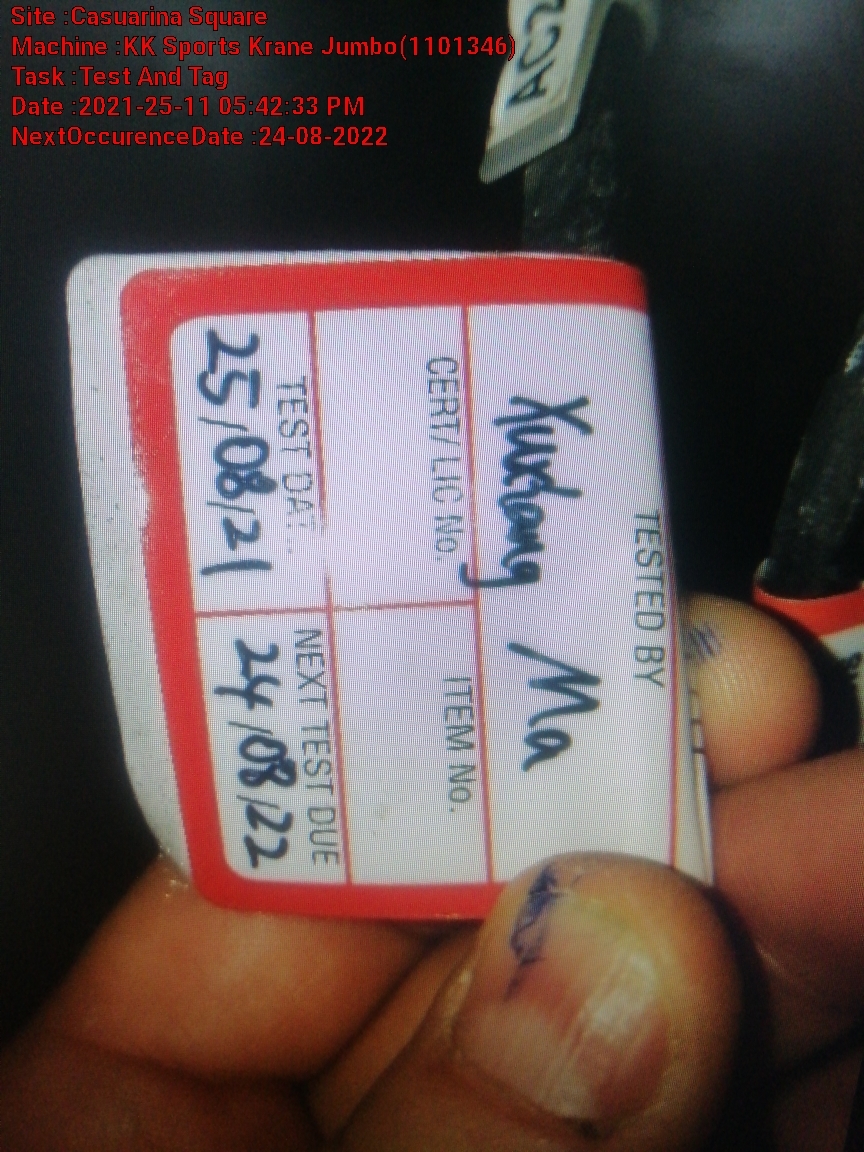 Site :Casuarina Square
Machine :KK Sports Krane Jumbo(1101346)
Task :Test And Tag
Date :2021-25-11 05:42:33 PM
NextOccurenceDate :24-08-2022
TESTED BY
Xuxhang Ma
CERT/ LIC No.
ITEM No.
TEST DAT...
NEXT TEST DUE
25/08/21
24/08/22